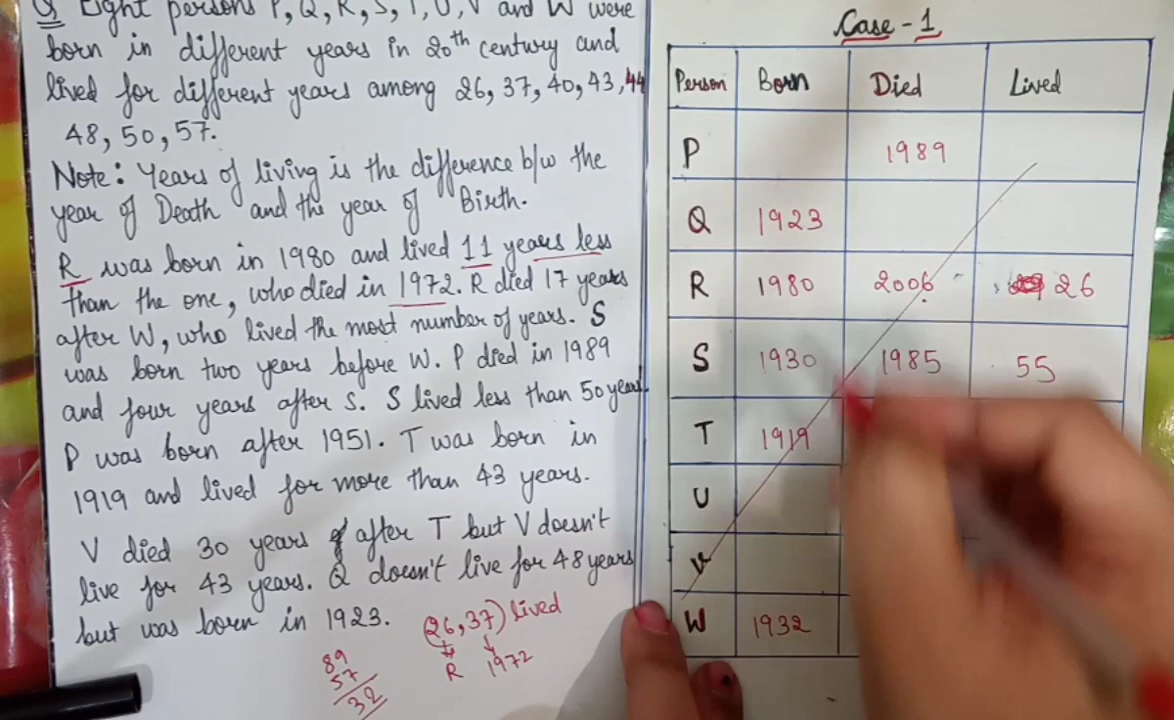 Q Eight persons P, Q, R, S, T, U, V and W were
born in different years in 20th century and
lived for different years among 26, 37, 40, 43, 44
48, 50, 57.
Note: Years of living is the difference b/w the
year of Death and the year of Birth.
R was born in 1980 and lived 11 years less
than the one, who died in 1972. R died 17 years
after W, who lived the most number of years. S
was born two years before W. P died in 1989
and four years after S. S lived less than 50 years.
P was born after 1951. T was born in
1919 and lived for more than 43 years.
V died 30 years after T but V doesn't
live for 43 years. Q doesn't live for 48 years
but was born in 1923.
(26, 37) lived
R 1972
89
57
32
Case - 1
Person Born Died Lived
P 1989
Q 1923
R 1980 2006 26
S 1930 1985 55
T 1919
U
V
W 1932